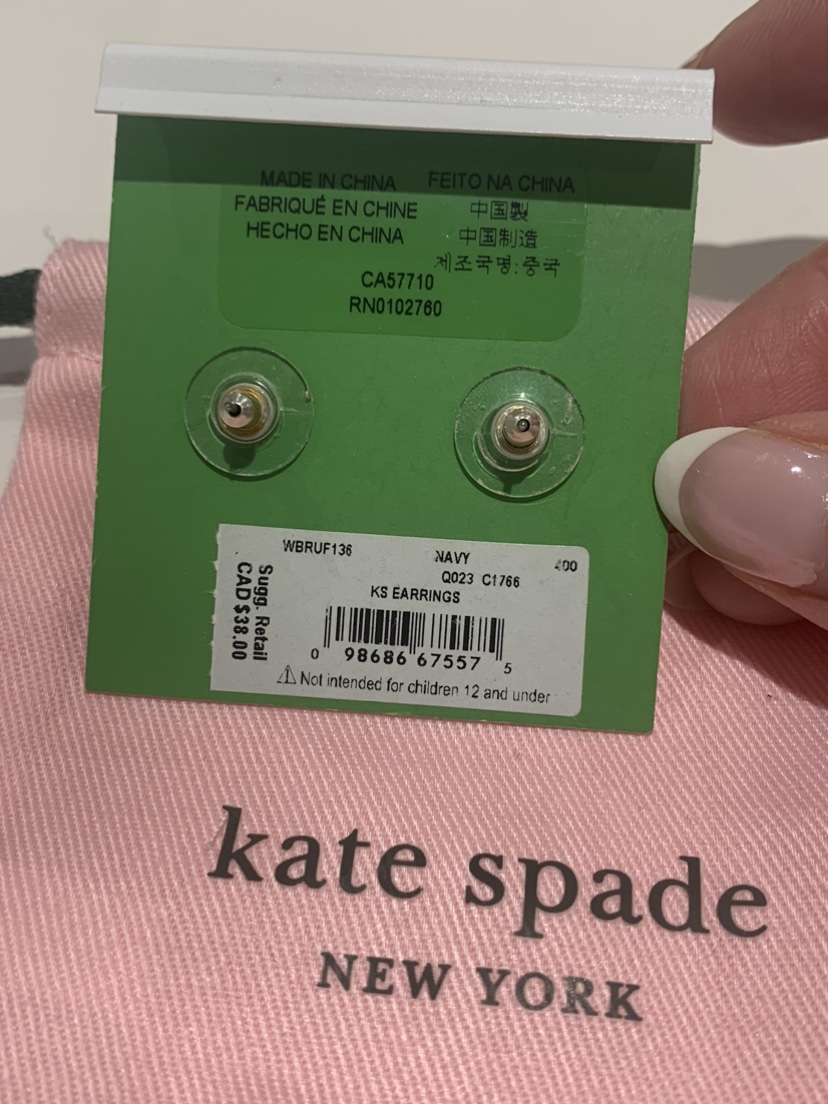 MADE IN CHINA
FABRIQUÉ EN CHINE
HECHO EN CHINA
FEITO NA CHINA
中国製
中国制造
제조국명:중국
CA57710
RN0102760
WBRUF136 NAVY 400
Q023 C1766
KS EARRINGS
Sugg. Retail
CAD $38.00
0 98686 67557 5
⚠ Not intended for children 12 and under
kate spade
NEW YORK